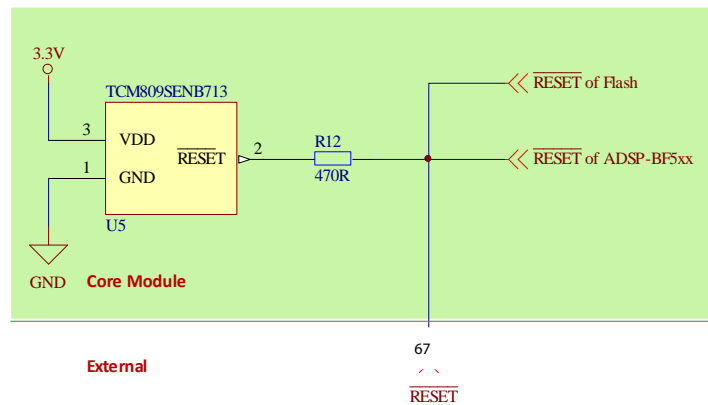 3.3V
TCM809SENB713
3 VDD
RESET 2
1 GND
U5
R12
470R
RESET of Flash
RESET of ADSP-BF5xx
GND
Core Module
External
67
RESET